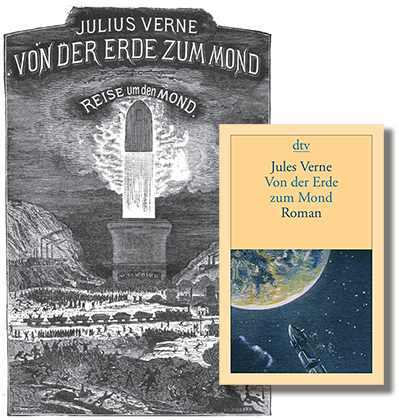 JULIUS VERNE
VON DER ERDE ZUM MOND
REISE um den MOND.
dtv
Jules Verne
Von der Erde
zum Mond
Roman